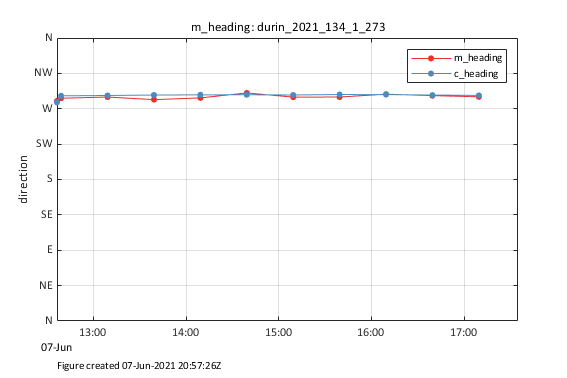 m_heading: durin_2021_134_1_273
m_heading
c_heading
direction
N
NW
W
SW
S
SE
E
NE
N
13:00 14:00 15:00 16:00 17:00
07-Jun
Figure created 07-Jun-2021 20:57:26Z